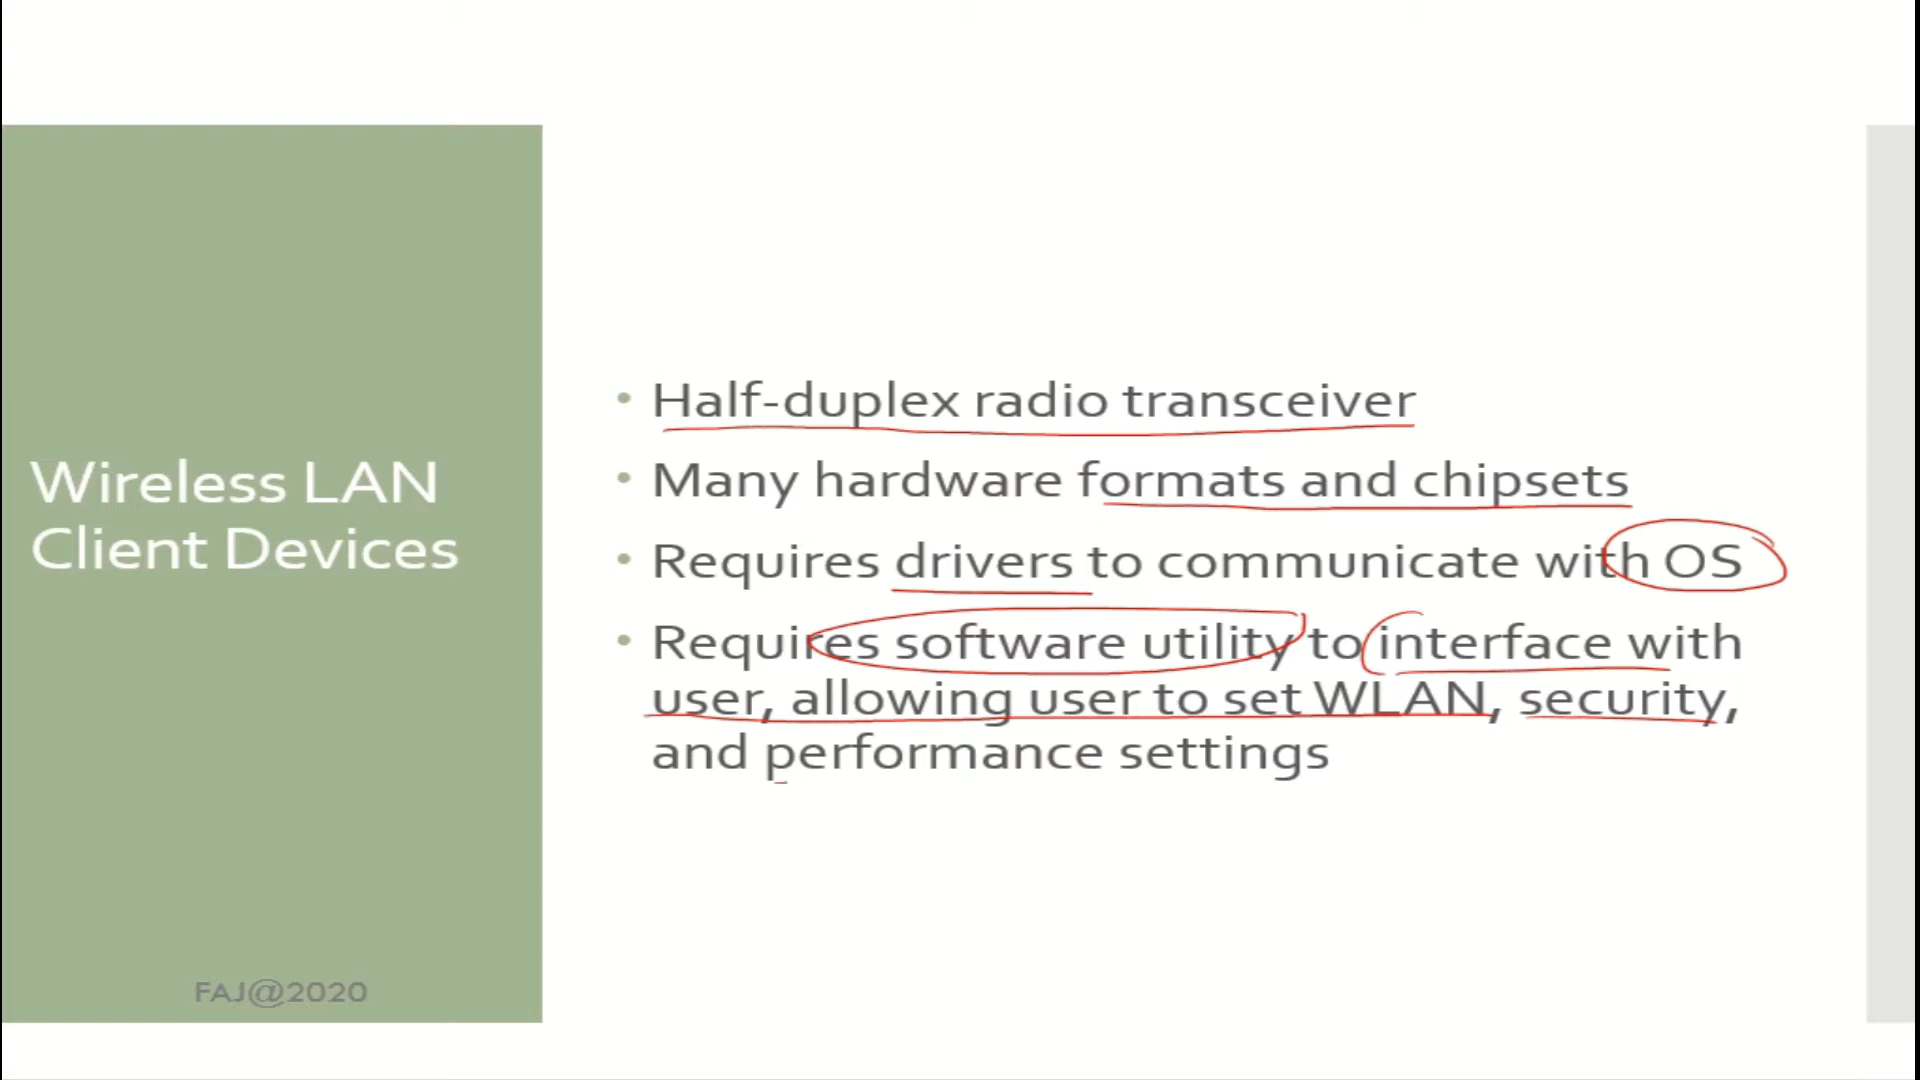 Wireless LAN
Client Devices
• Half-duplex radio transceiver
• Many hardware formats and chipsets
• Requires drivers to communicate with OS
• Requires software utility to interface with
user, allowing user to set WLAN, security,
and performance settings
FAJ@2020